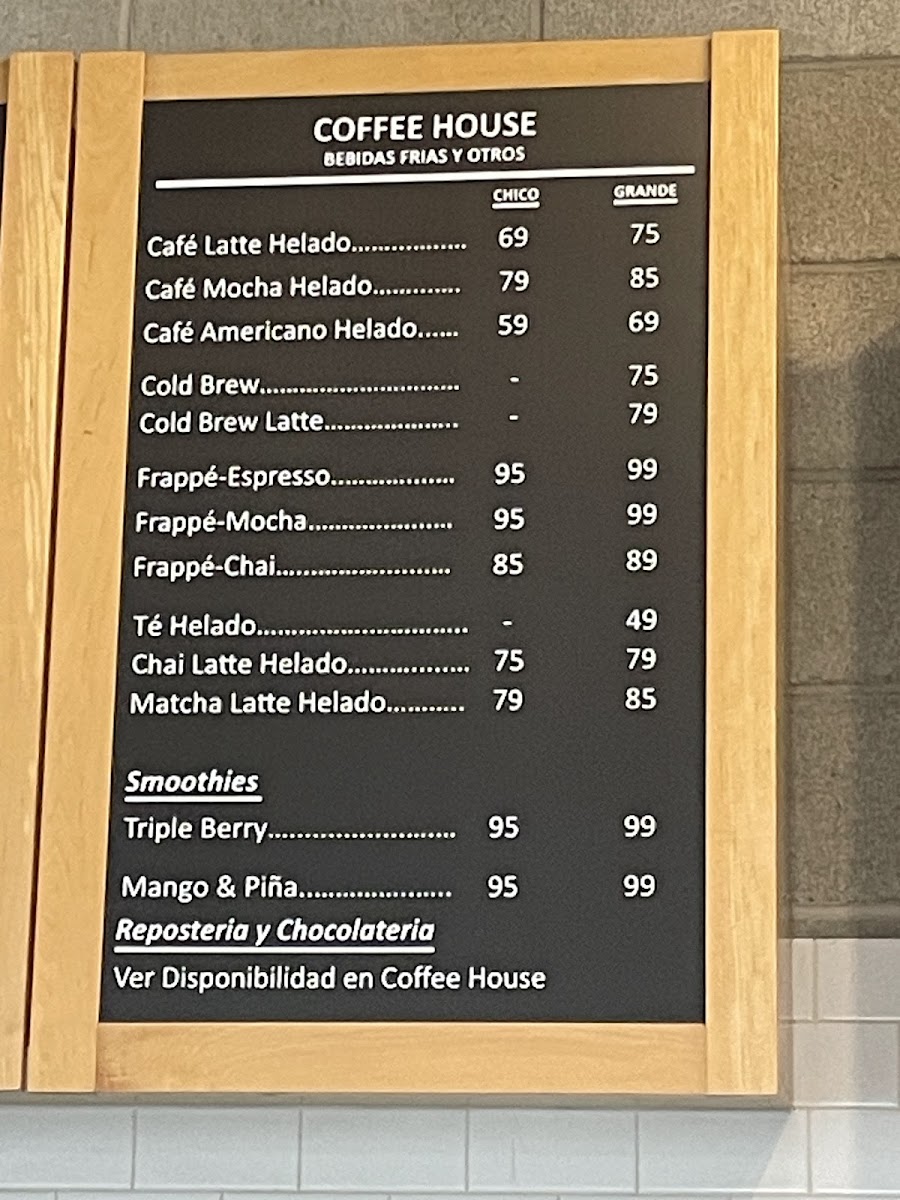 COFFEE HOUSE
BEBIDAS FRIAS Y OTROS
CHICO GRANDE
Café Latte Helado................. 69 75
Café Mocha Helado............. 79 85
Café Americano Helado...... 59 69
Cold Brew............................... - 75
Cold Brew Latte..................... - 79
Frappé-Espresso................... 95 99
Frappé-Mocha...................... 95 99
Frappé-Chai.......................... 85 89
Té Helado................................ - 49
Chai Latte Helado.................. 75 79
Matcha Latte Helado............ 79 85
Smoothies
Triple Berry........................... 95 99
Mango & Piña...................... 95 99
Reposteria y Chocolateria
Ver Disponibilidad en Coffee House